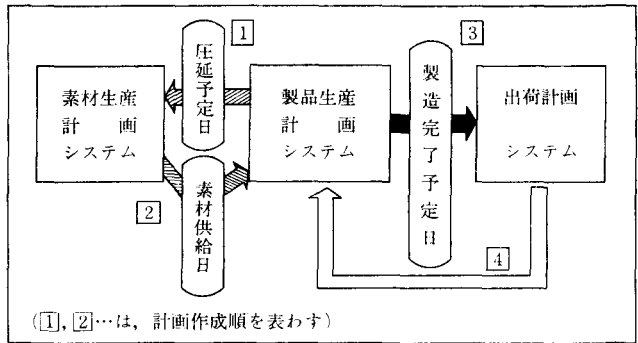 1
圧延予定日
3
製造完了予定日
素材生産
計画
システム
製品生産
計画
システム
出荷計画
システム
2
素材供給日
4
(1, 2…は, 計画作成順を表わす)